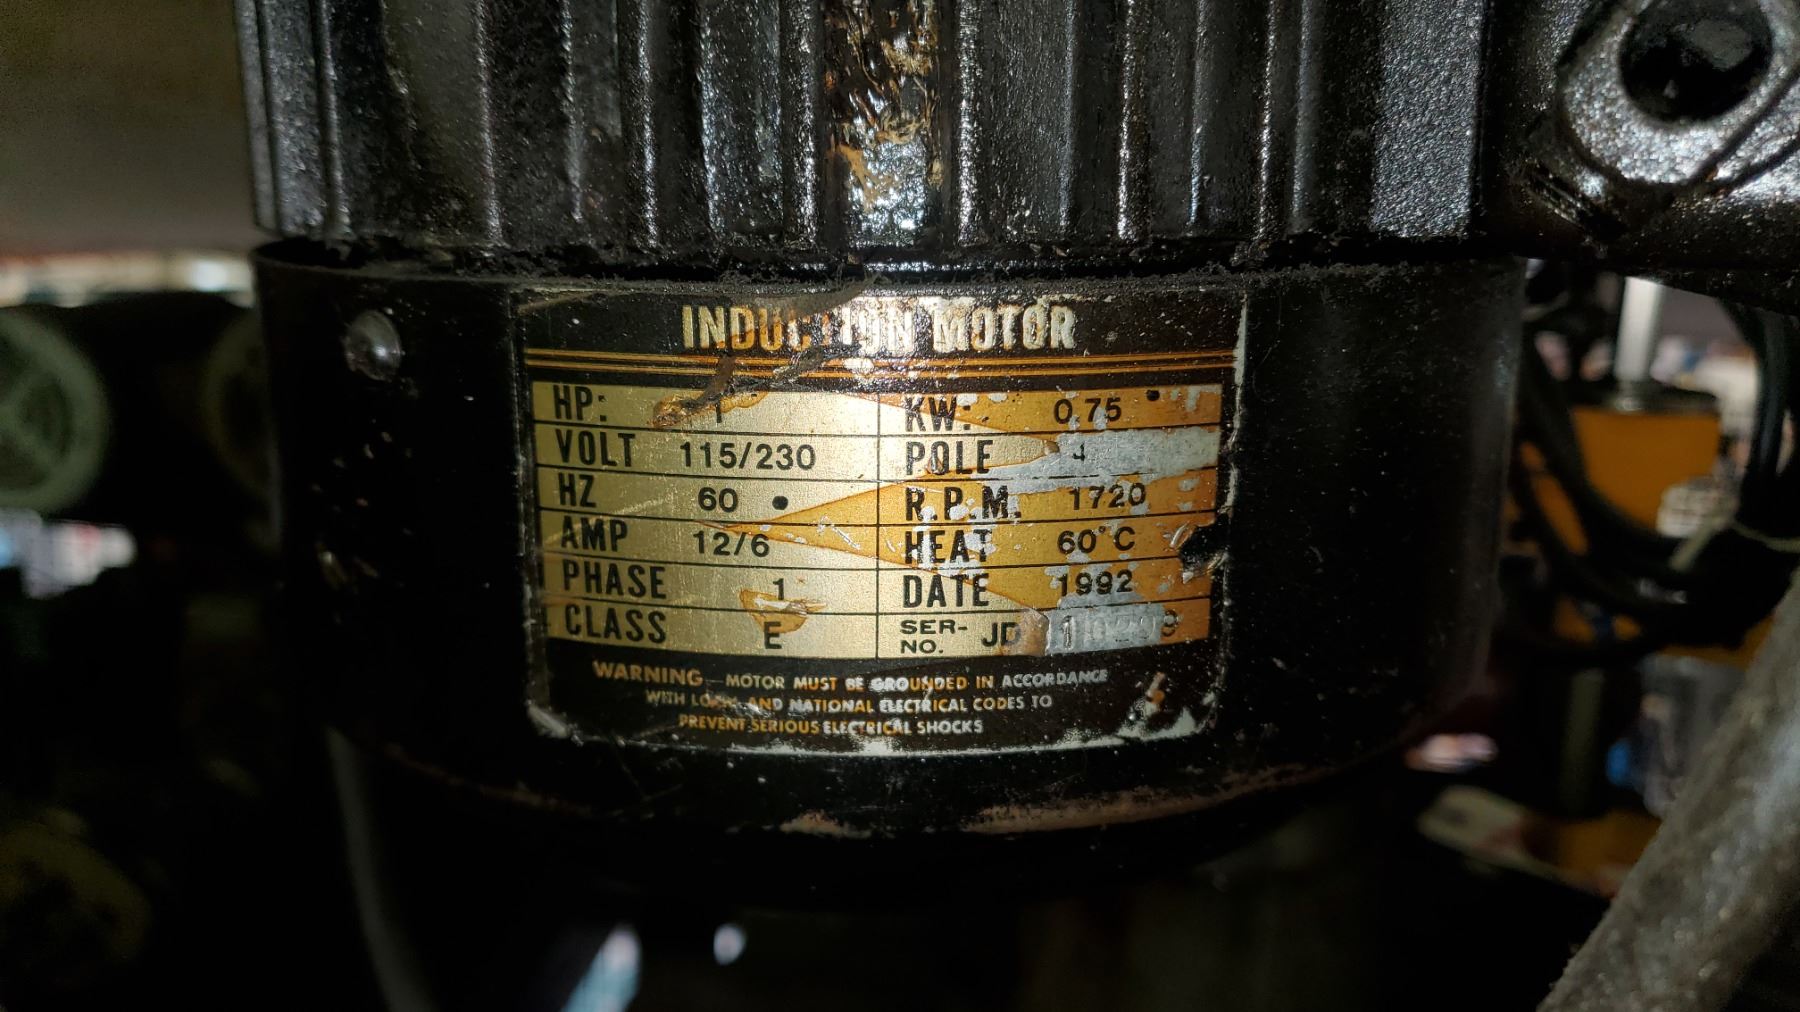 INDUCTION MOTOR
HP: 1 KW: 0.75
VOLT 115/230 POLE 4
HZ 60 R.P.M. 1720
AMP 12/6 HEAT 60°C
PHASE 1 DATE 1992
CLASS E SER-NO. JD
WARNING MOTOR MUST BE GROUNDED IN ACCORDANCE
WITH LOCAL AND NATIONAL ELECTRICAL CODES TO
PREVENT SERIOUS ELECTRICAL SHOCKS